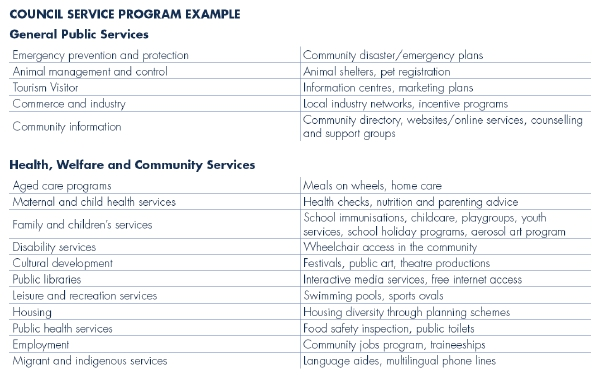 COUNCIL SERVICE PROGRAM EXAMPLE
General Public Services
Emergency prevention and protection Community disaster/emergency plans
Animal management and control Animal shelters, pet registration
Tourism Visitor Information centres, marketing plans
Commerce and industry Local industry networks, incentive programs
Community information Community directory, websites/online services, counselling
and support groups
Health, Welfare and Community Services
Aged care programs Meals on wheels, home care
Maternal and child health services Health checks, nutrition and parenting advice
Family and children's services School immunisations, childcare, playgroups, youth
services, school holiday programs, aerosol art program
Disability services Wheelchair access in the community
Cultural development Festivals, public art, theatre productions
Public libraries Interactive media services, free internet access
Leisure and recreation services Swimming pools, sports ovals
Housing Housing diversity through planning schemes
Public health services Food safety inspection, public toilets
Employment Community jobs program, traineeships
Migrant and indigenous services Language aides, multilingual phone lines